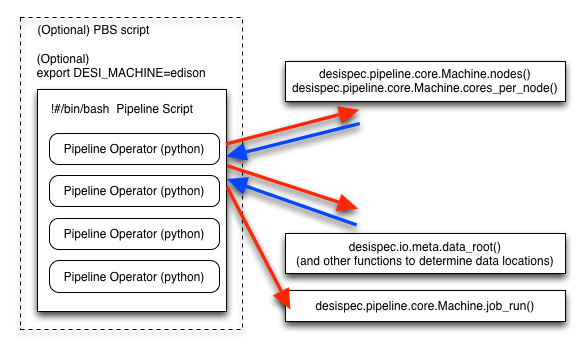 (Optional) PBS script
(Optional)
export DESI_MACHINE=edison
!#/bin/bash  Pipeline Script
Pipeline Operator (python)
Pipeline Operator (python)
Pipeline Operator (python)
Pipeline Operator (python)
desispec.pipeline.core.Machine.nodes()
desispec.pipeline.core.Machine.cores_per_node()
desispec.io.meta.data_root()
(and other functions to determine data locations)
desispec.pipeline.core.Machine.job_run()